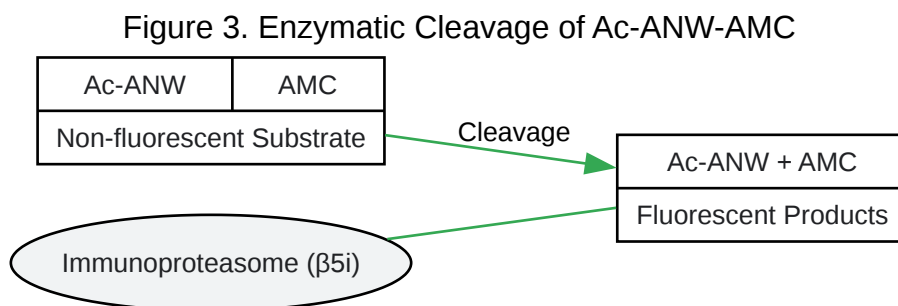 Figure 3. Enzymatic Cleavage of Ac-ANW-AMC
Ac-ANW
AMC
Non-fluorescent Substrate
Cleavage
Ac-ANW + AMC
Fluorescent Products
Immunoproteasome (β5i)